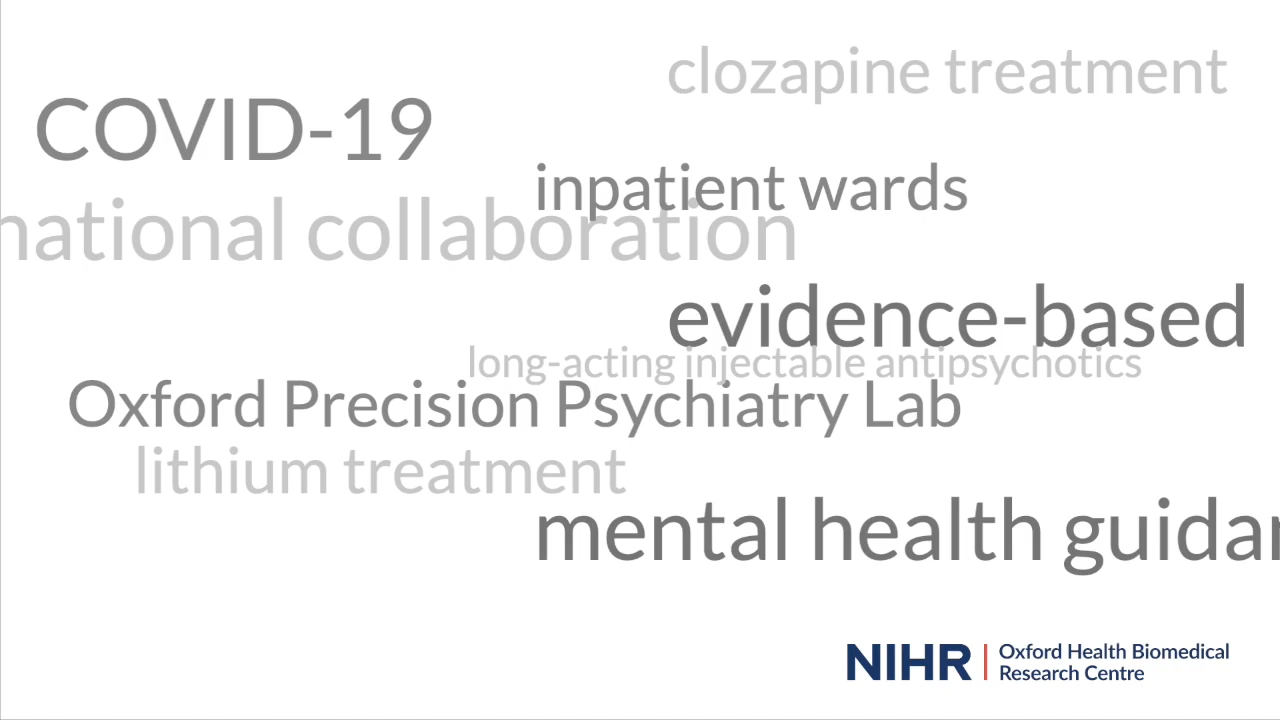 clozapine treatment
COVID-19
inpatient wards
national collaboration
evidence-based
long-acting injectable antipsychotics
Oxford Precision Psychiatry Lab
lithium treatment
mental health
NIHR | Oxford Health Biomedical
Research Centre